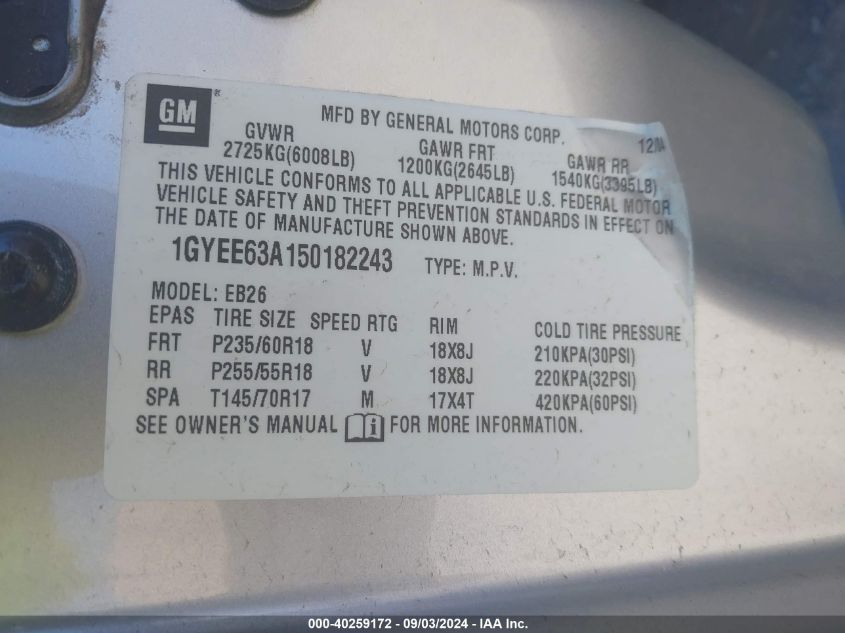 GM ®
MFD BY GENERAL MOTORS CORP. 12/04
GVWR GAWR FRT GAWR RR
2725KG(6008LB) 1200KG(2645LB) 1540KG(3395LB)
THIS VEHICLE CONFORMS TO ALL APPLICABLE U.S. FEDERAL MOTOR
VEHICLE SAFETY AND THEFT PREVENTION STANDARDS IN EFFECT ON
THE DATE OF MANUFACTURE SHOWN ABOVE.
1GYEE63A150182243 TYPE: M.P.V.
MODEL: EB26
EPAS TIRE SIZE SPEED RTG RIM COLD TIRE PRESSURE
FRT P235/60R18 V 18X8J 210KPA(30PSI)
RR P255/55R18 V 18X8J 220KPA(32PSI)
SPA T145/70R17 M 17X4T 420KPA(60PSI)
SEE OWNER'S MANUAL i FOR MORE INFORMATION.
000-40259172 - 09/03/2024 - IAA Inc.